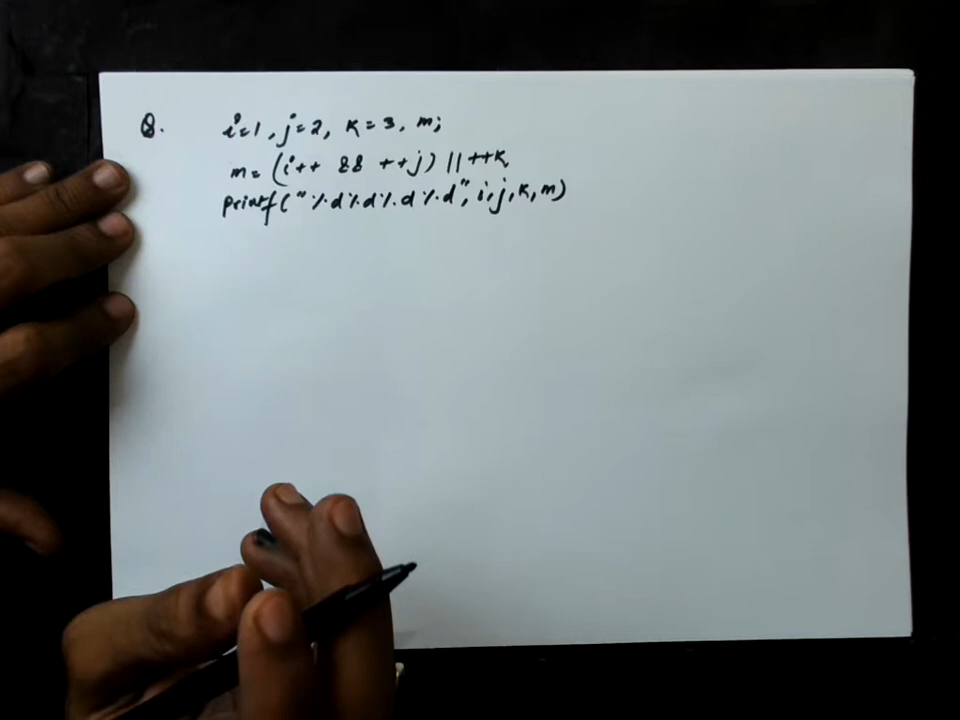 Q. i=1, j=2, k=3, m;
m= (i++ && ++j) || ++k
printf("%d%d%d%d", i,j,k,m)